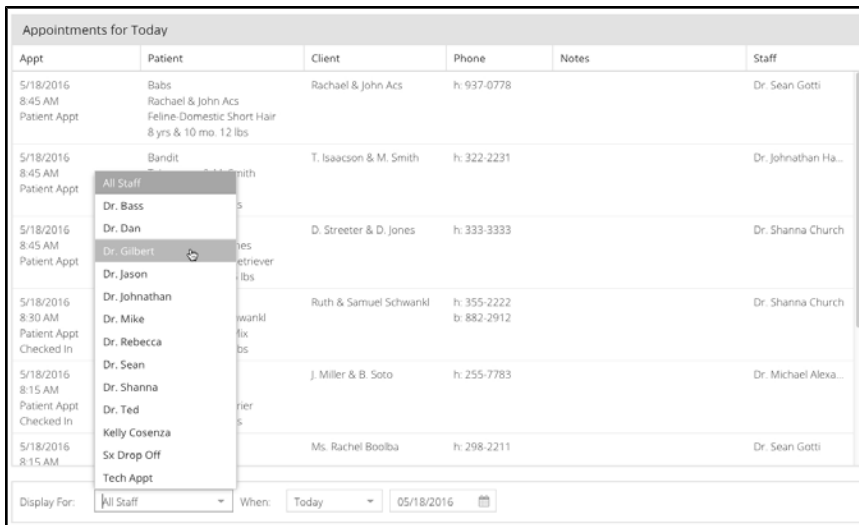 Appointments for Today
Appt Patient Client Phone Notes Staff
5/18/2016 Babs Rachael & John Acs h: 937-0778 Dr. Sean Gotti
8:45 AM Rachael & John Acs
Patient Appt Feline-Domestic Short Hair
8 yrs & 10 mo. 12 lbs
5/18/2016 Bandit T. Isaacson & M. Smith h: 322-2231 Dr. Johnathan Ha...
8:45 AM
Patient Appt
5/18/2016 D. Streeter & D. Jones h: 333-3333 Dr. Shanna Church
8:45 AM
Patient Appt
lbs
5/18/2016 Ruth & Samuel Schwankl h: 355-2222 Dr. Shanna Church
8:30 AM b: 882-2912
Patient Appt
Checked In
5/18/2016 J. Miller & B. Soto h: 255-7783 Dr. Michael Alexa...
8:15 AM
Patient Appt
Checked In
5/18/2016 Ms. Rachel Boolba h: 298-2211 Dr. Sean Gotti
8:15 AM
All Staff
Dr. Bass
Dr. Dan
Dr. Gilbert
Dr. Jason
Dr. Johnathan
Dr. Mike
Dr. Rebecca
Dr. Sean
Dr. Shanna
Dr. Ted
Kelly Cosenza
Sx Drop Off
Tech Appt
Display For: All Staff When: Today 05/18/2016